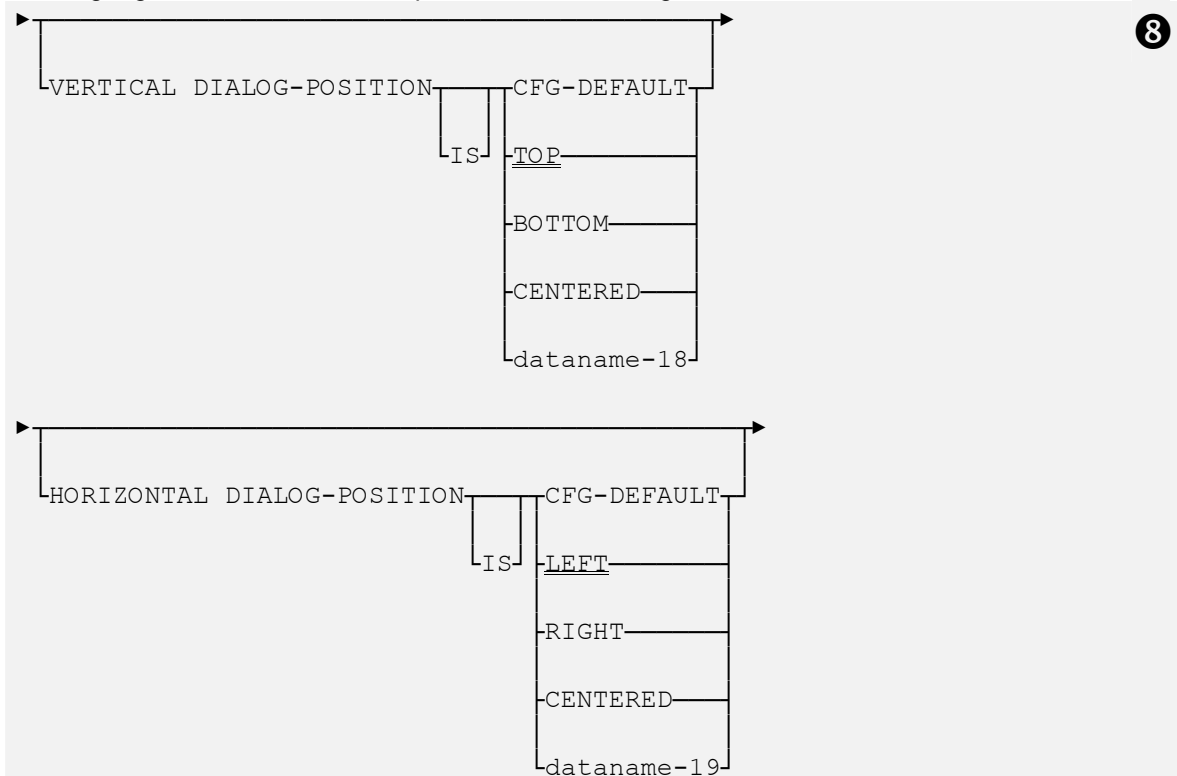 ❽
VERTICAL DIALOG-POSITION CFG-DEFAULT
IS TOP
BOTTOM
CENTERED
dataname-18
HORIZONTAL DIALOG-POSITION CFG-DEFAULT
IS LEFT
RIGHT
CENTERED
dataname-19